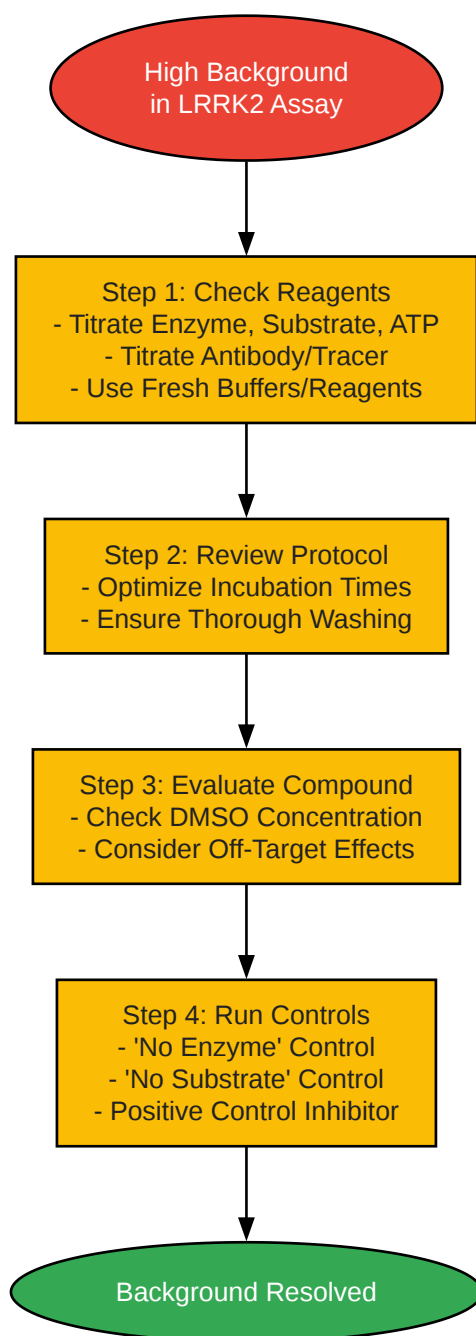 High Background
in LRRK2 Assay
Step 1: Check Reagents
- Titrate Enzyme, Substrate, ATP
- Titrate Antibody/Tracer
- Use Fresh Buffers/Reagents
Step 2: Review Protocol
- Optimize Incubation Times
- Ensure Thorough Washing
Step 3: Evaluate Compound
- Check DMSO Concentration
- Consider Off-Target Effects
Step 4: Run Controls
- 'No Enzyme' Control
- 'No Substrate' Control
- Positive Control Inhibitor
Background Resolved